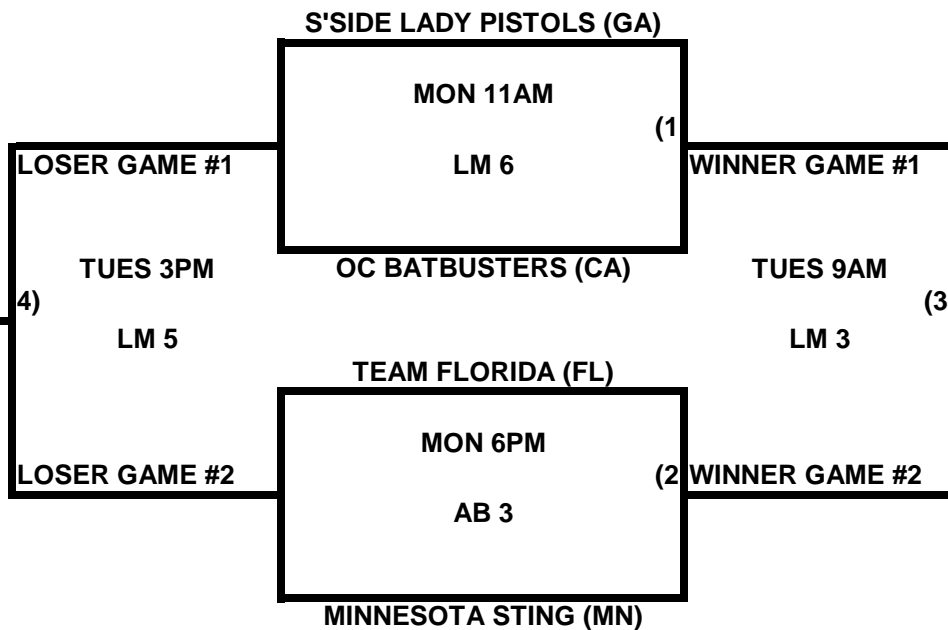 S'SIDE LADY PISTOLS (GA)
MON 11AM
(1
LOSER GAME #1
LM 6
WINNER GAME #1
TUES 3PM
OC BATBUSTERS (CA)
TUES 9AM
4)
(3
LM 5
LM 3
TEAM FLORIDA (FL)
MON 6PM
LOSER GAME #2
(2
WINNER GAME #2
AB 3
MINNESOTA STING (MN)